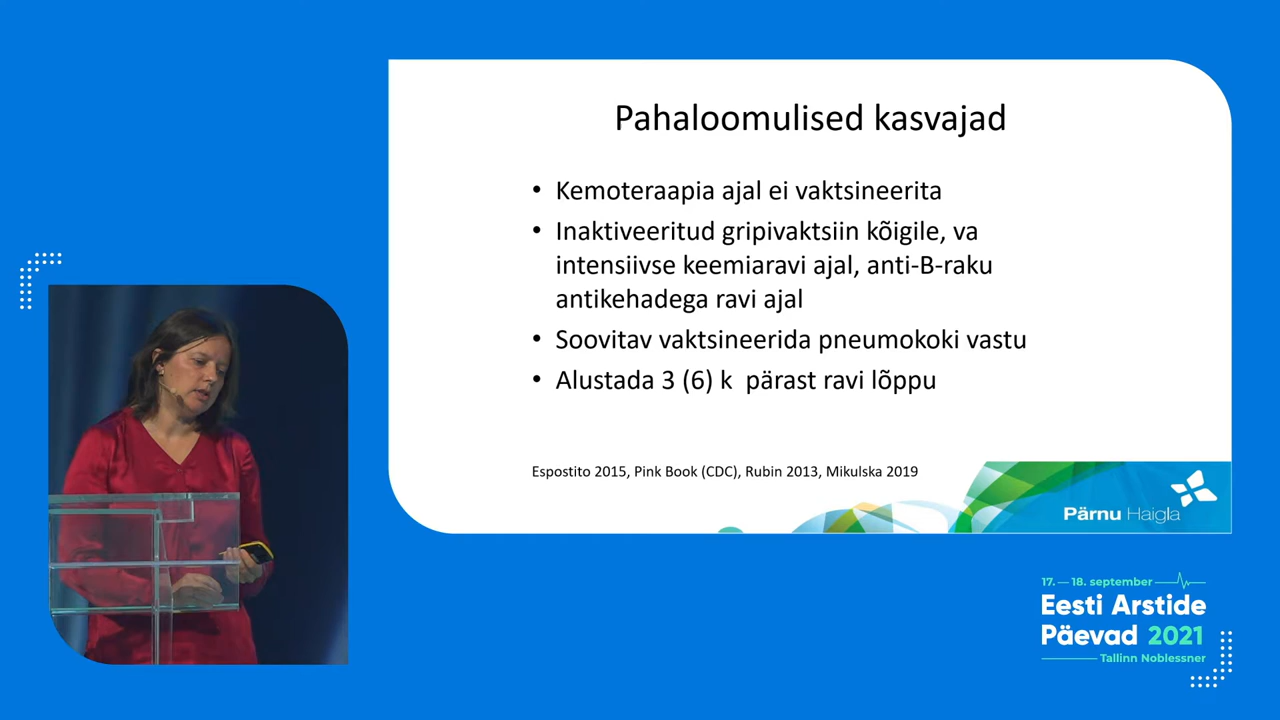 Pahaloomulised kasvajad
• Kemoteraapia ajal ei vaktsineerita
• Inaktiveeritud gripivaktsiin kõigile, va
intensiivse keemiaravi ajal, anti-B-raku
antikehadega ravi ajal
• Soovitav vaktsineerida pneumokoki vastu
• Alustada 3 (6) k pärast ravi lõppu
Espostito 2015, Pink Book (CDC), Rubin 2013, Mikulska 2019
Pärnu Haigla
17. — 18. september
Eesti Arstide
Päevad 2021
Tallinn Noblessner